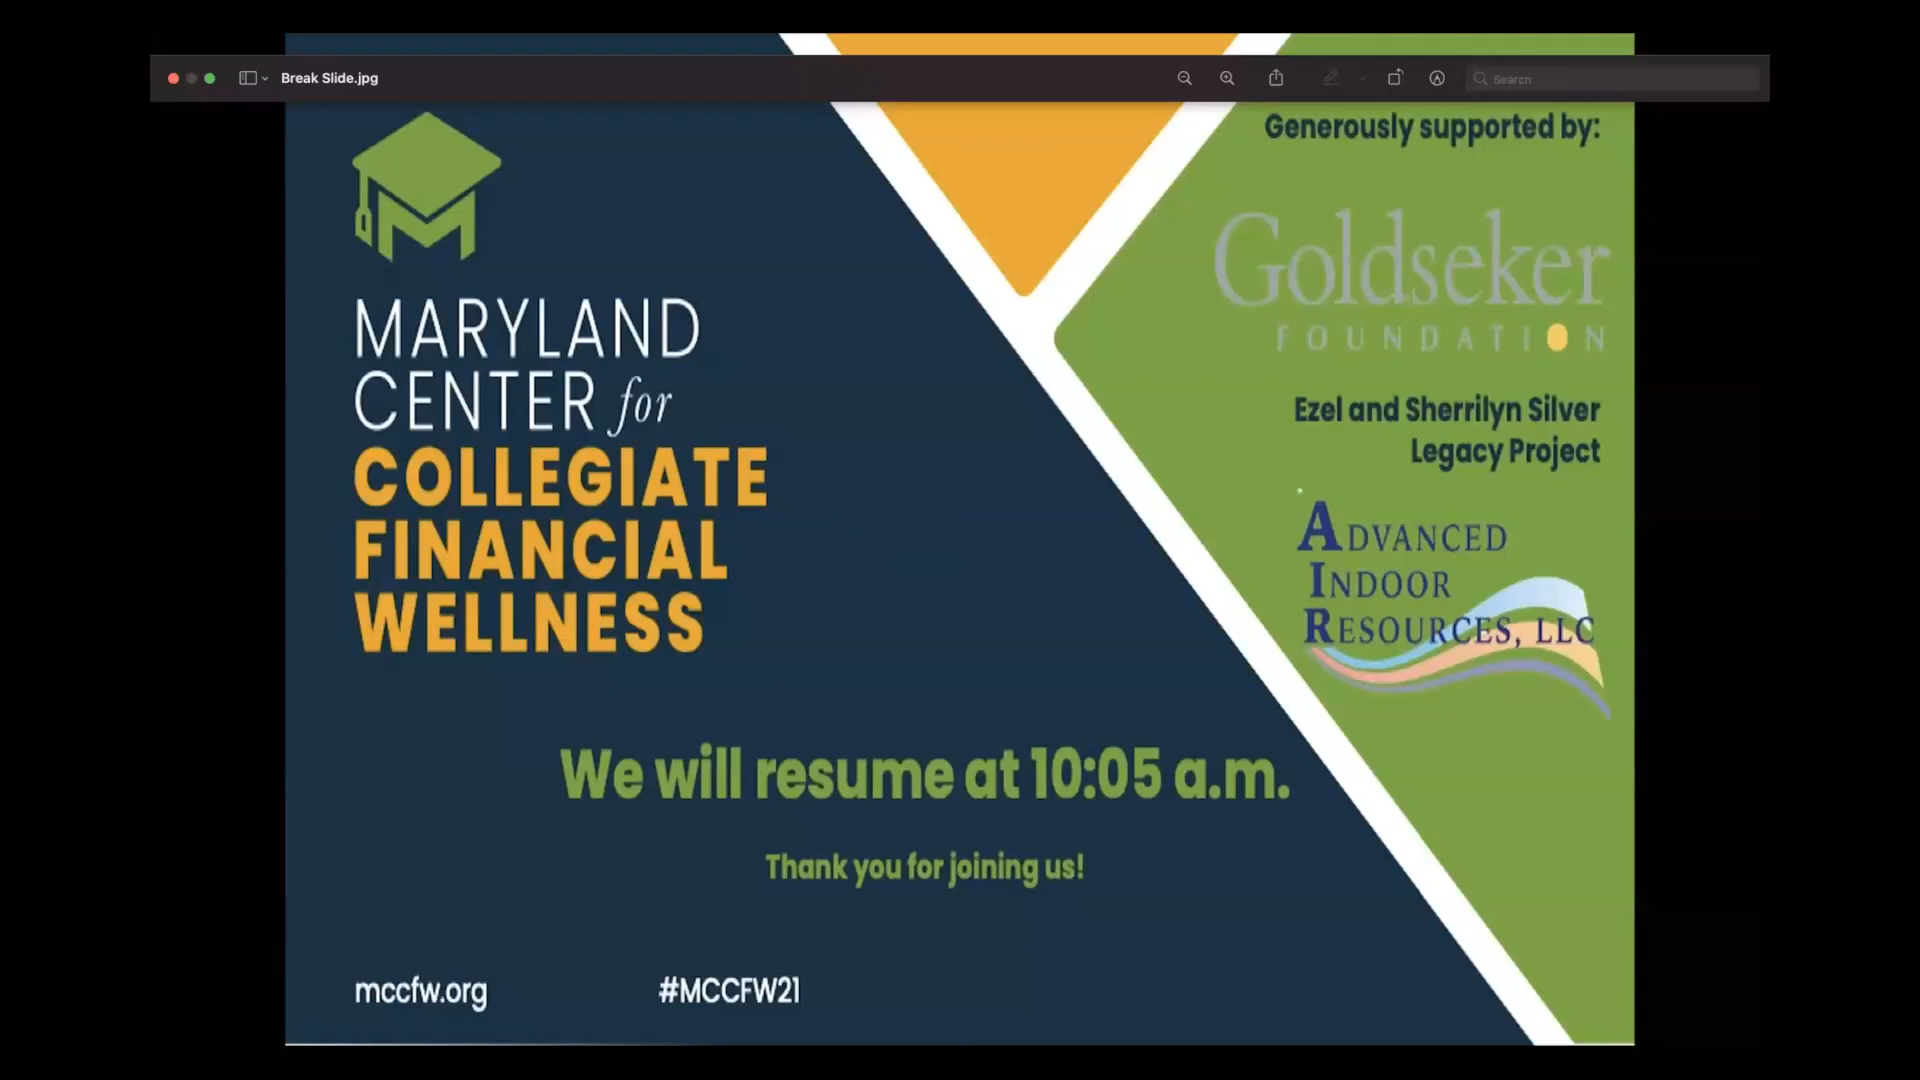 Break Slide.jpg
Search
MARYLAND
CENTER for
COLLEGIATE
FINANCIAL
WELLNESS
We will resume at 10:05 a.m.
Thank you for joining us!
mccfw.org
#MCCFW21
Generously supported by:
Goldseker
FOUNDATION
Ezel and Sherrilyn Silver
Legacy Project
ADVANCED
INDOOR
RESOURCES, LLC